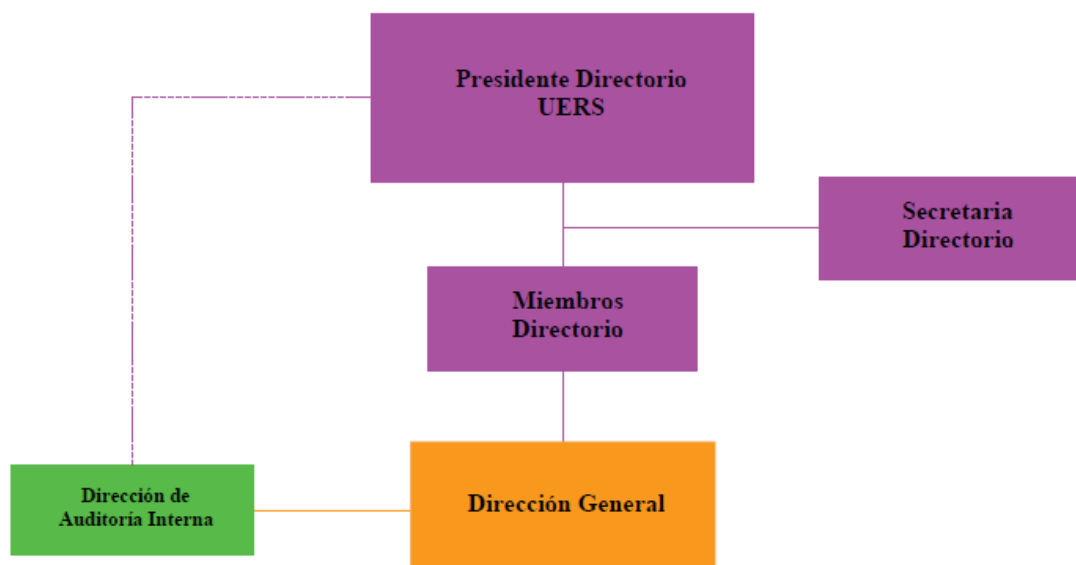 Presidente Directorio
UERS
Secretaria
Directorio
Miembros
Directorio
Dirección de
Auditoría Interna
Dirección General